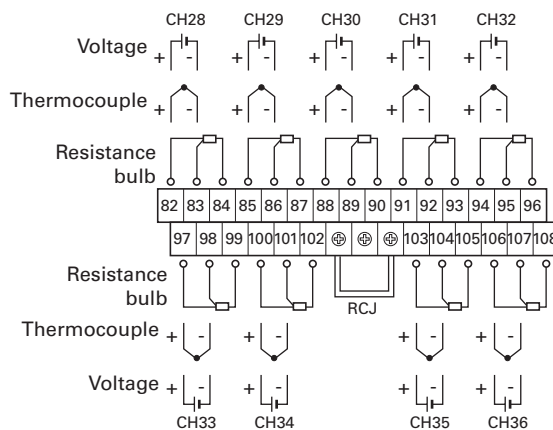 CH28 CH29 CH30 CH31 CH32
Voltage + - + - + - + - + -
Thermocouple + - + - + - + - + -
Resistance
bulb
82 83 84 85 86 87 88 89 90 91 92 93 94 95 96
97 98 99 100 101 102 103 104 105 106 107 108
Resistance
bulb
RCJ
Thermocouple + - + - + - + -
Voltage + - + - + - + -
CH33 CH34 CH35 CH36